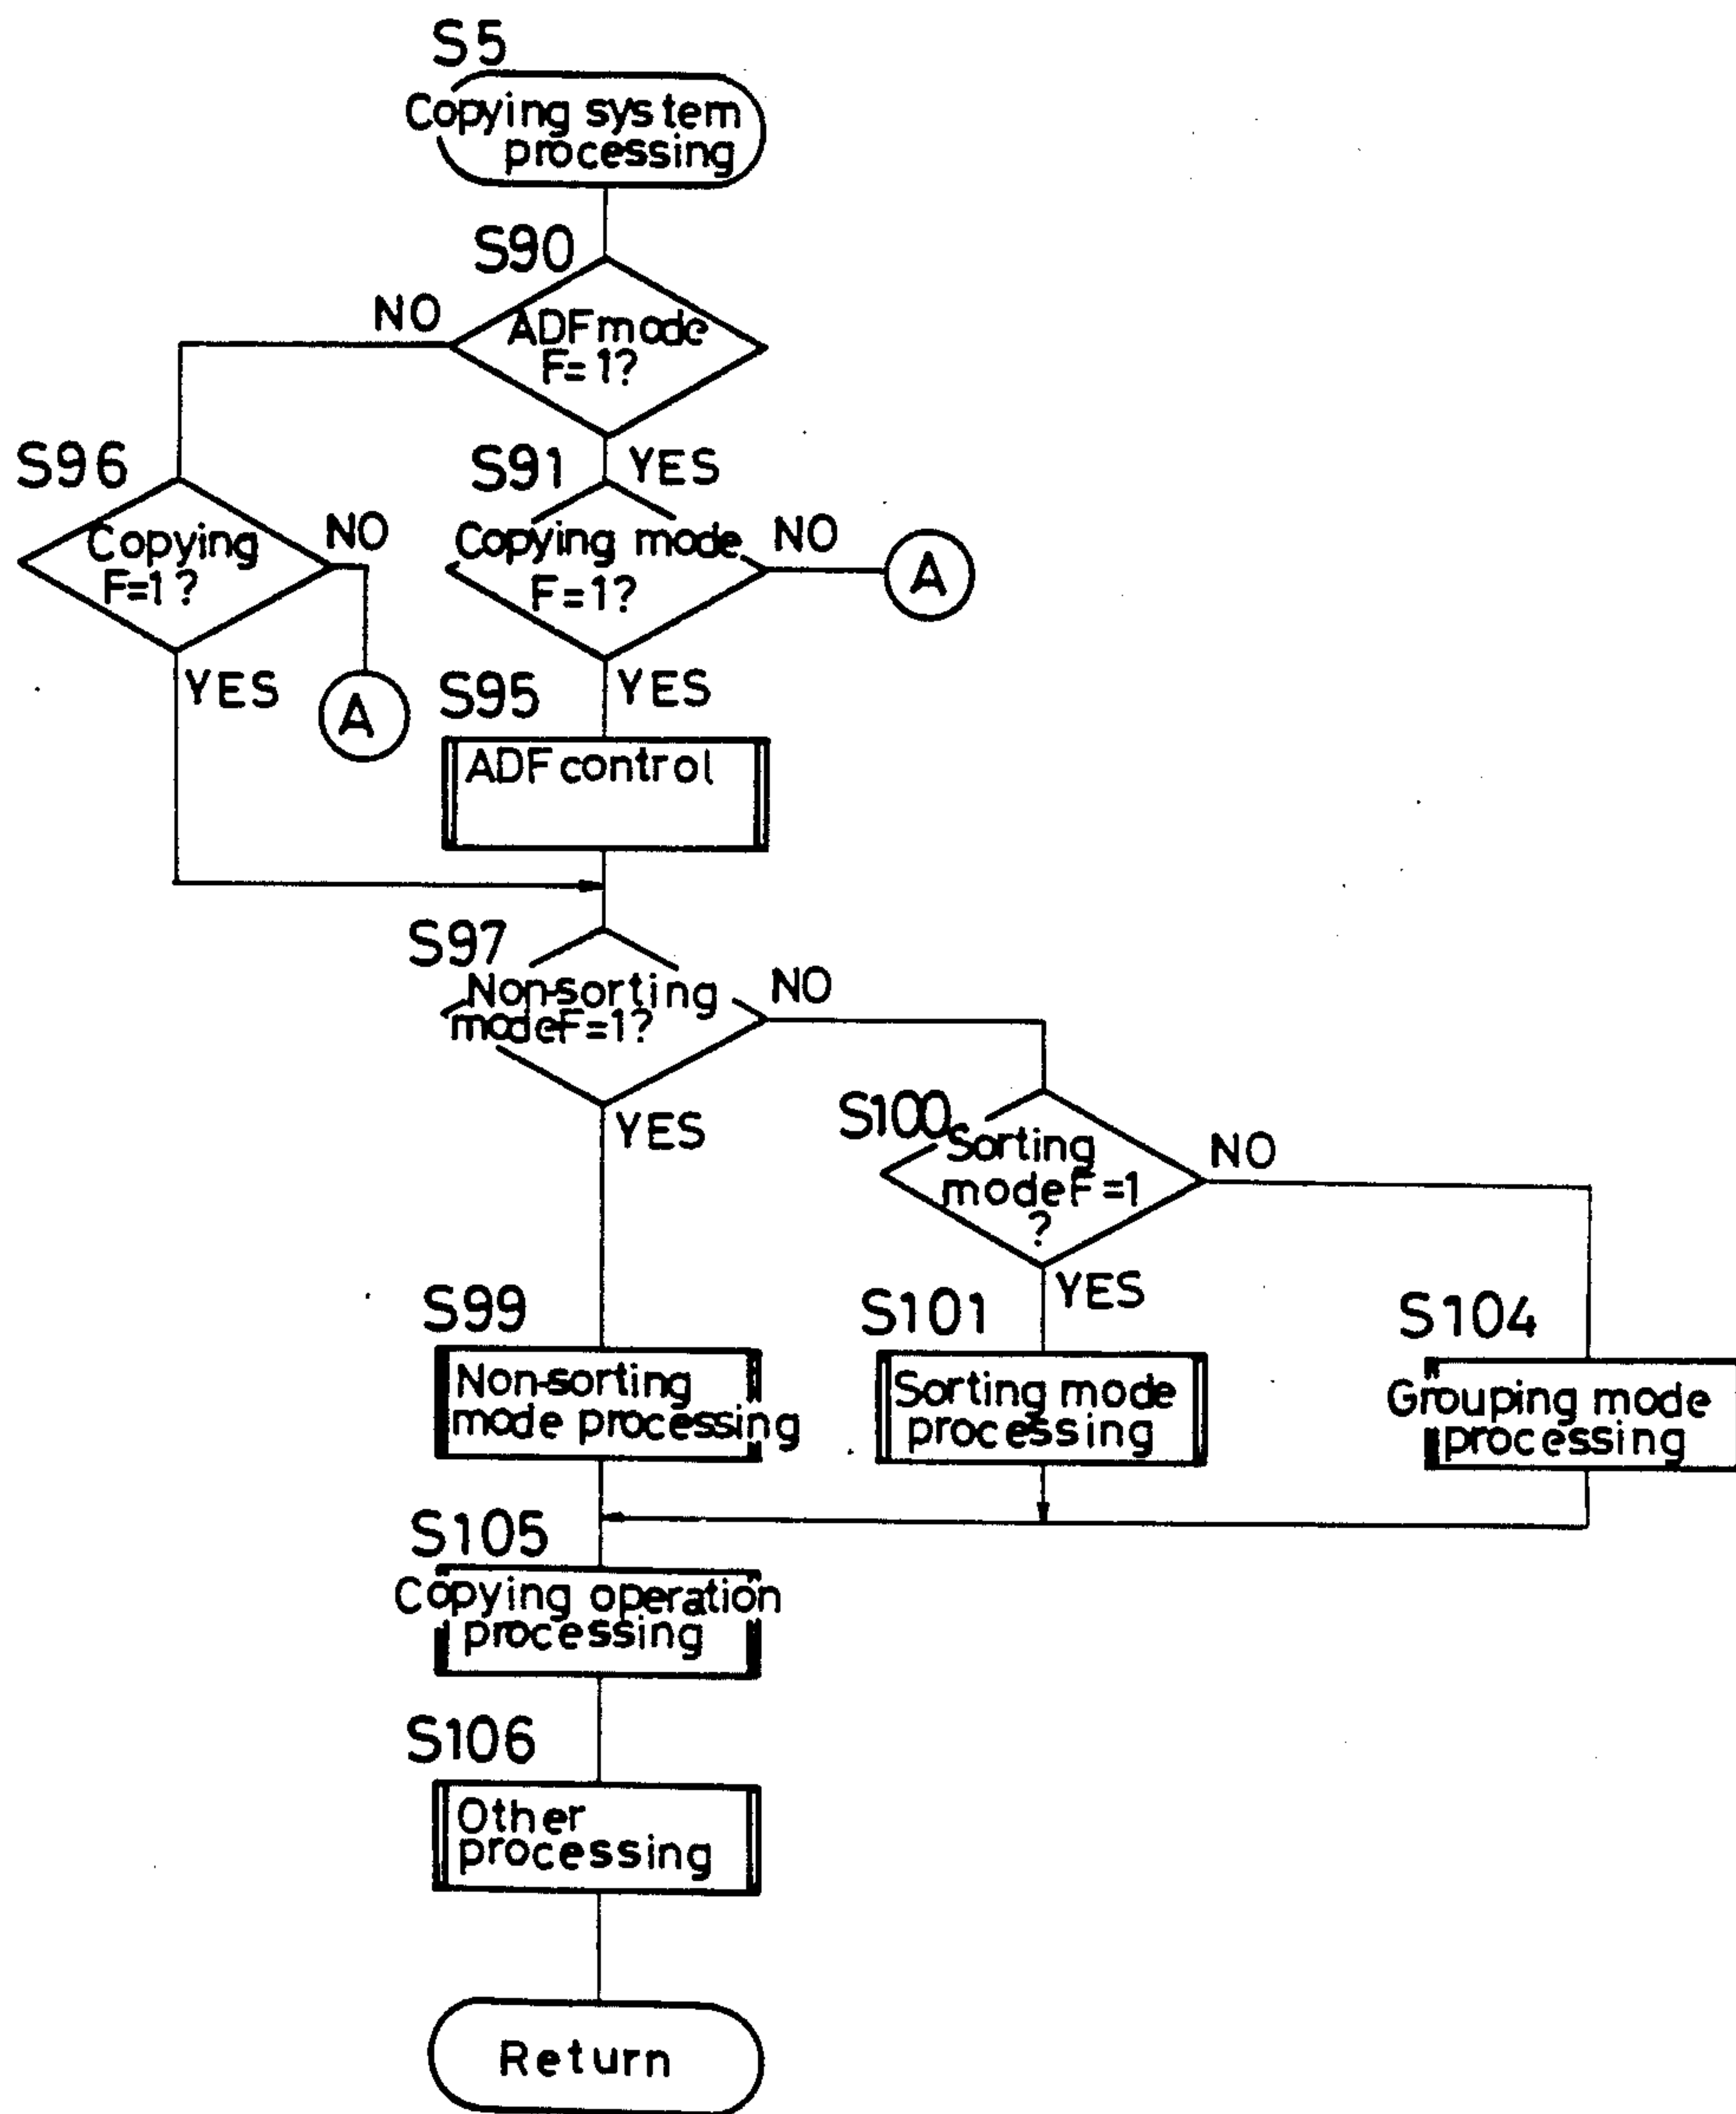 S5
Copying system
processing
S90
NO
ADF mode
F=1?
S96
S91
YES
Copying
F=1?
NO
Copying mode
F=1?
NO
A
YES
A
S95
YES
ADF control
S97
Non-sorting
mode F=1?
NO
YES
S100
Sorting
mode F=1
?
NO
YES
S99
S101
S104
Non-sorting
mode processing
Sorting mode
processing
Grouping mode
processing
S105
Copying operation
processing
S106
Other
processing
Return